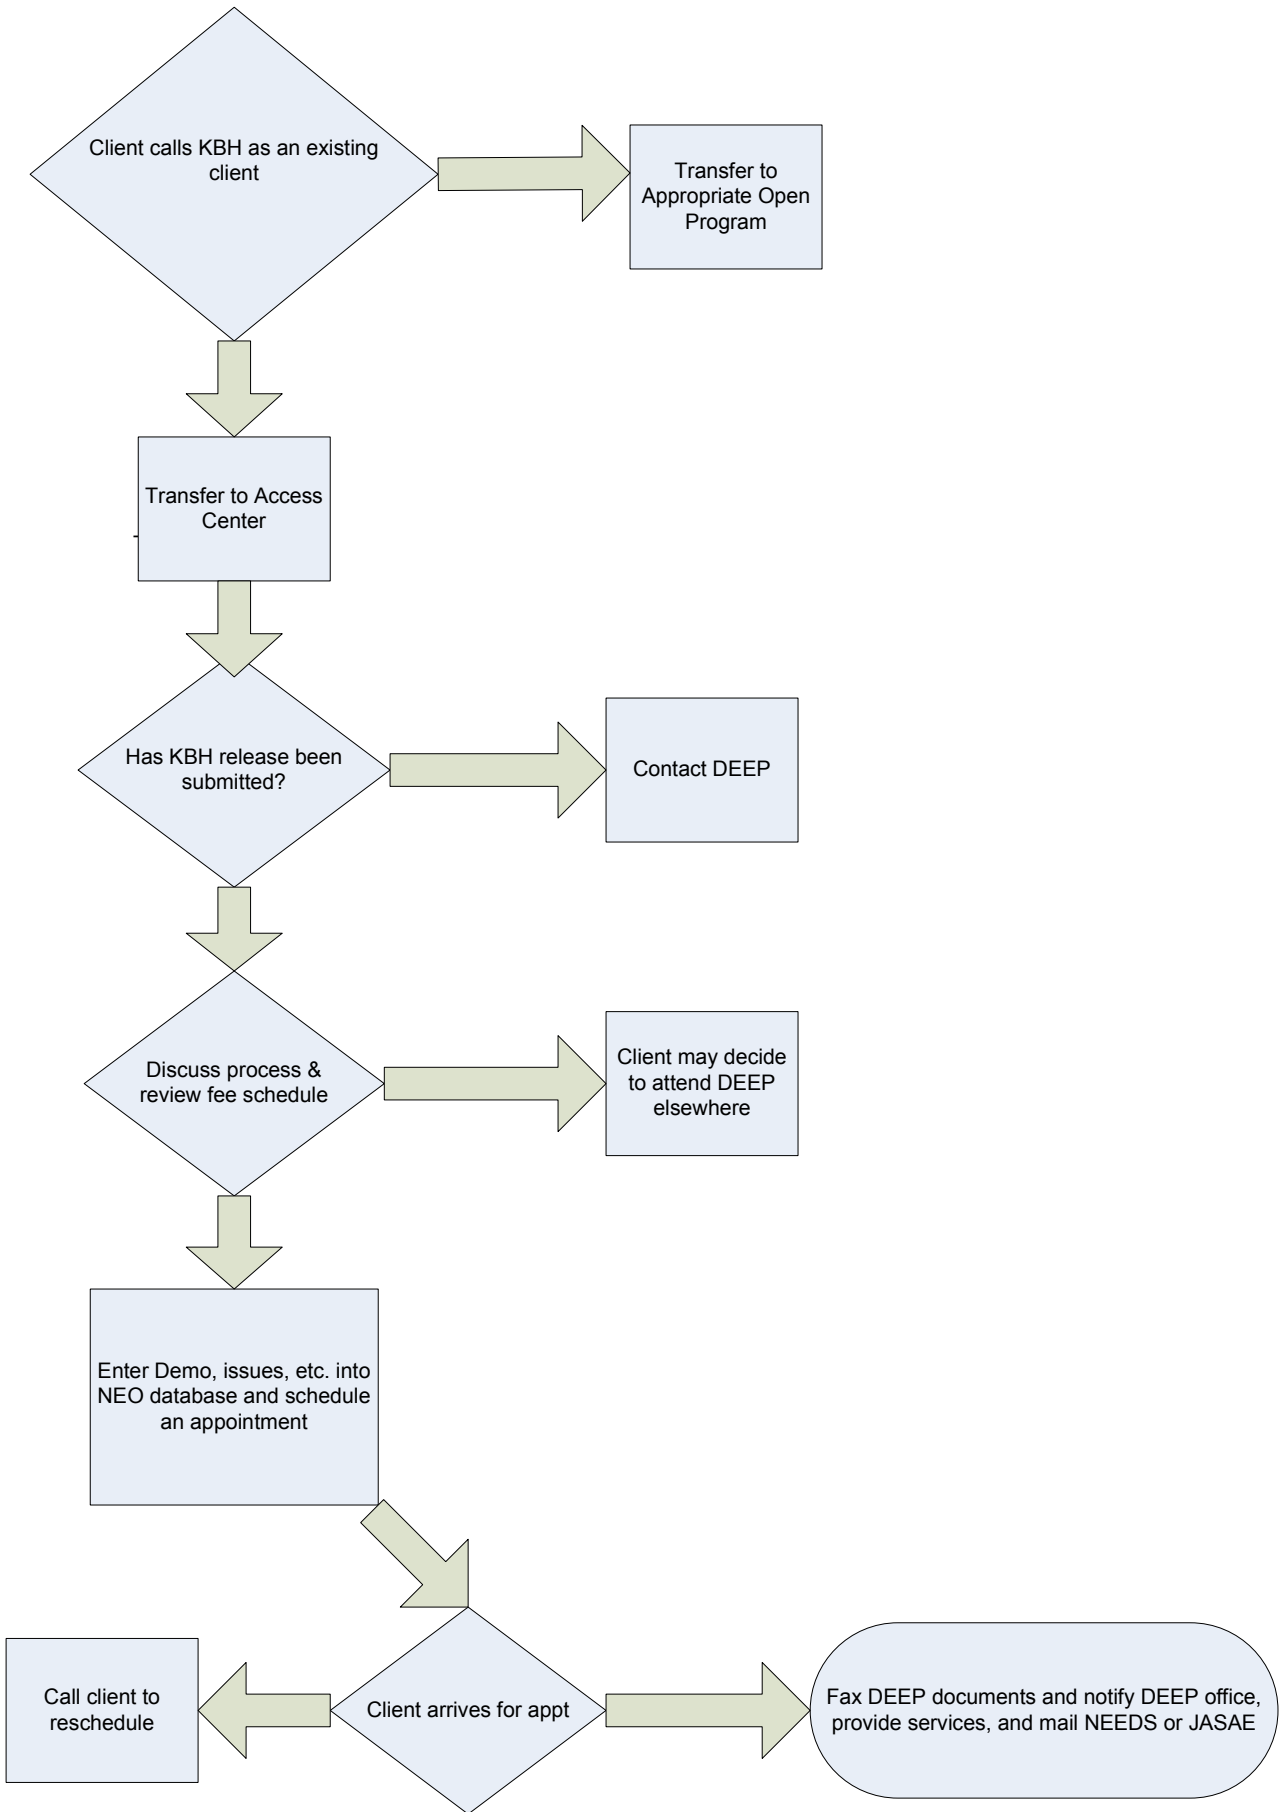 Client calls KBH as an existing
client
Transfer to
Appropriate Open
Program
Transfer to Access
Center
Has KBH release been
submitted?
Contact DEEP
Discuss process &
review fee schedule
Client may decide
to attend DEEP
elsewhere
Enter Demo, issues, etc. into
NEO database and schedule
an appointment
Call client to
reschedule
Client arrives for appt
Fax DEEP documents and notify DEEP office,
provide services, and mail NEEDS or JASAE